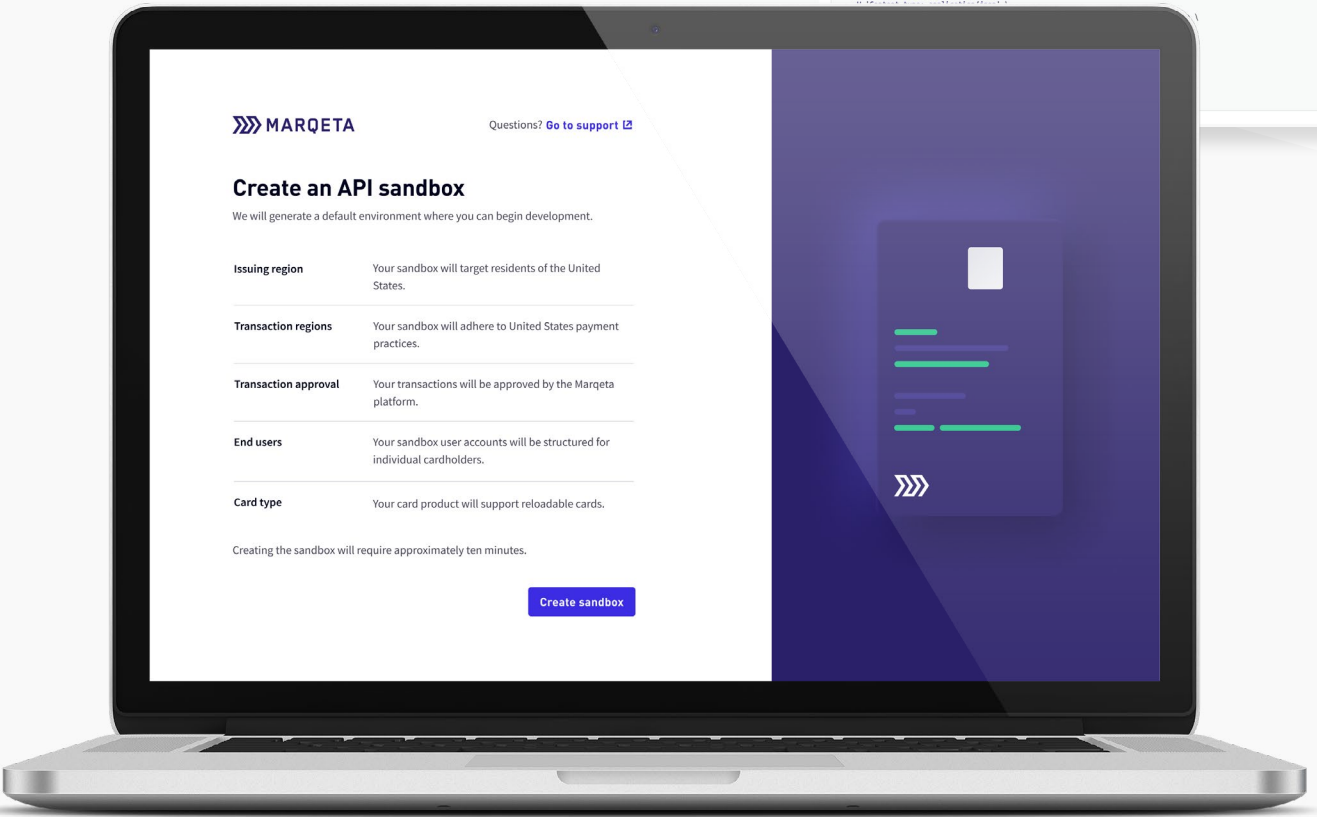 MARQETA
Questions? Go to support
Create an API sandbox
We will generate a default environment where you can begin development.
Issuing region
Your sandbox will target residents of the United
States.
Transaction regions
Your sandbox will adhere to United States payment
practices.
Transaction approval
Your transactions will be approved by the Marqeta
platform.
End users
Your sandbox user accounts will be structured for
individual cardholders.
Card type
Your card product will support reloadable cards.
Creating the sandbox will require approximately ten minutes.
Create sandbox